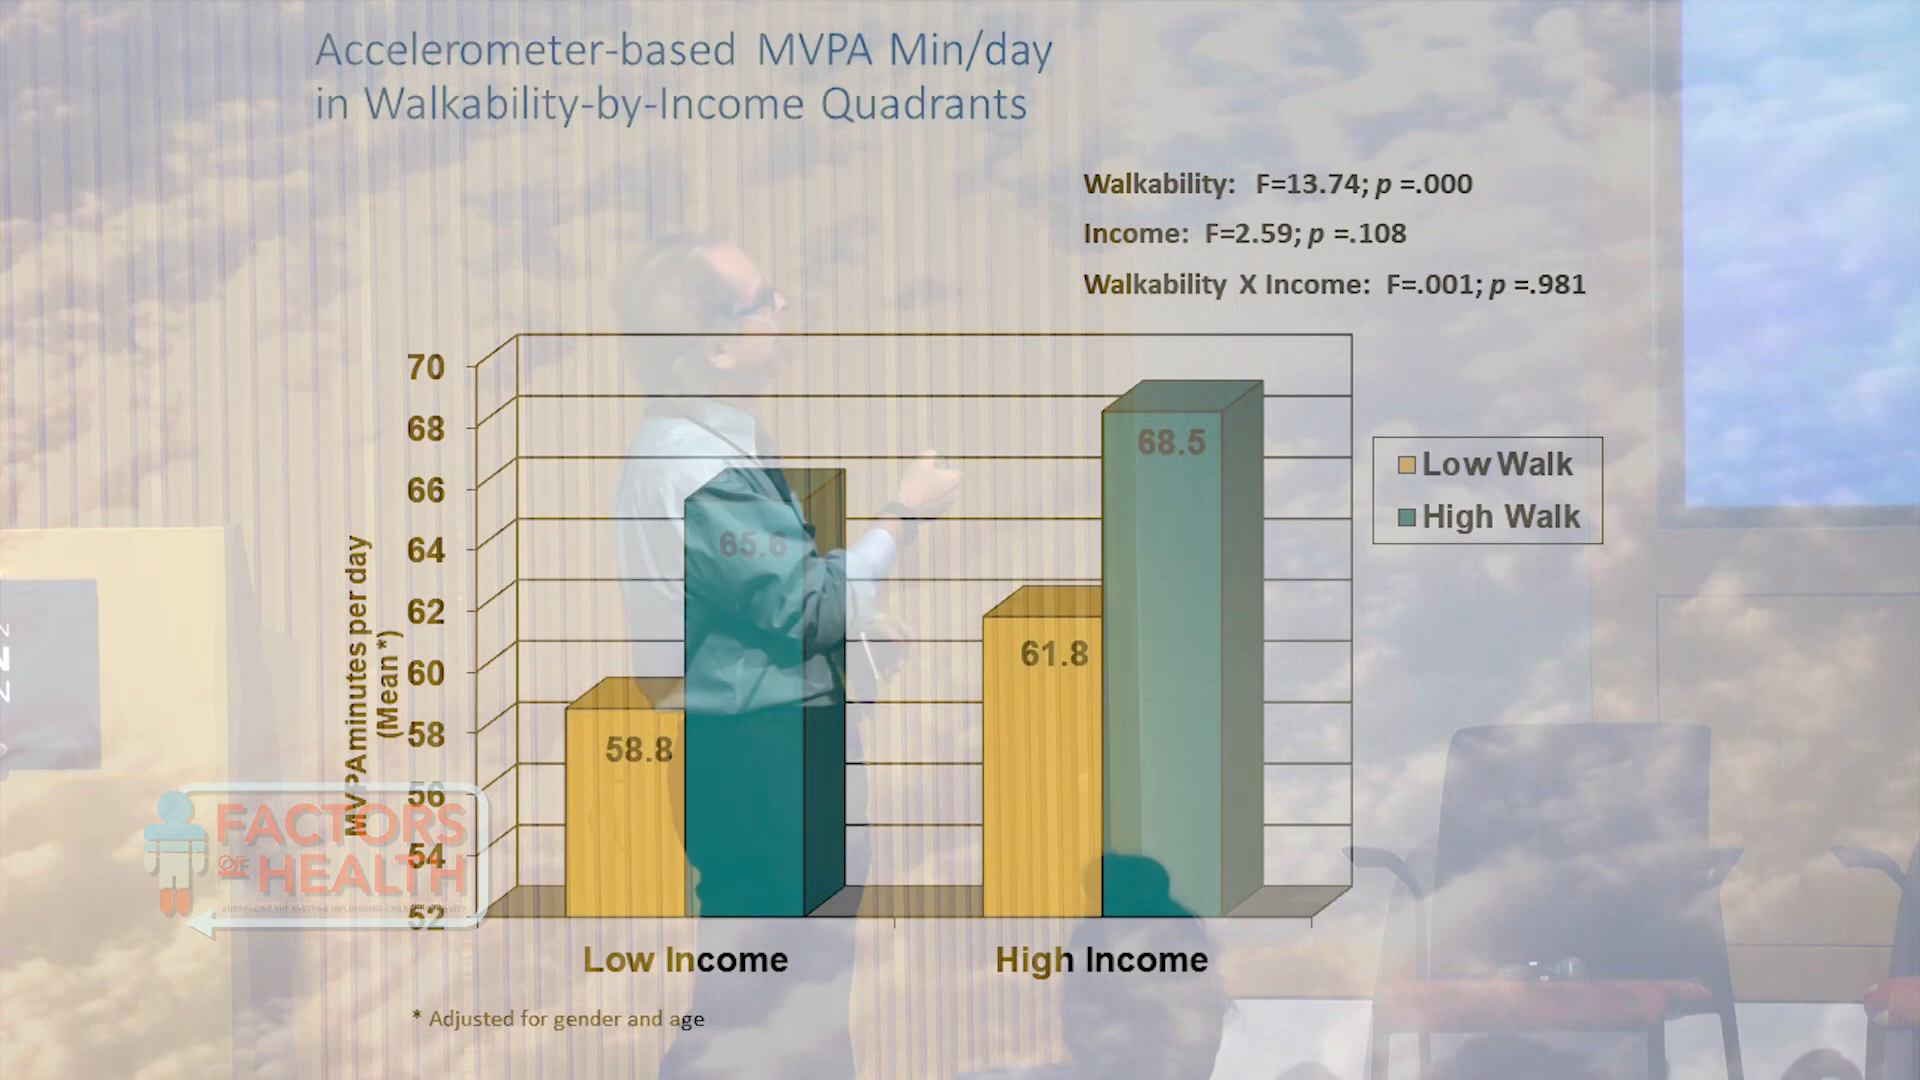 Accelerometer-based MVPA Min/day
in Walkability-by-Income Quadrants
Walkability: F=13.74; p =.000
Income: F=2.59; p =.108
Walkability X Income: F=.001; p =.981
MVPA minutes per day
(Mean *)
70
68
66
64
62
60
58
56
54
52
58.8
65.6
61.8
68.5
Low Walk
High Walk
Low Income
High Income
* Adjusted for gender and age
FACTORS
OF HEALTH